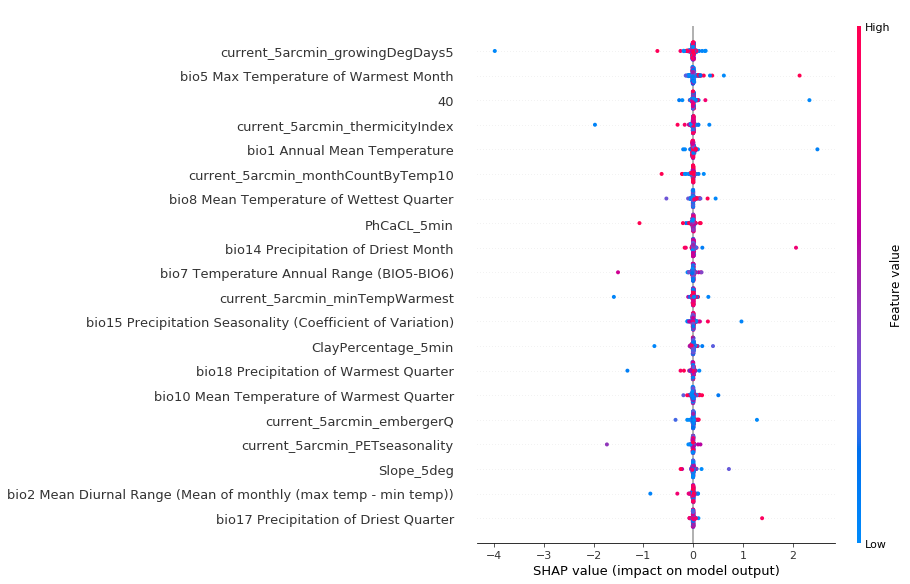 High
current_5arcmin_growingDegDays5
bio5 Max Temperature of Warmest Month
40
current_5arcmin_thermicityIndex
bio1 Annual Mean Temperature
current_5arcmin_monthCountByTemp10
bio8 Mean Temperature of Wettest Quarter
PhCaCL_5min
bio14 Precipitation of Driest Month
bio7 Temperature Annual Range (BIO5-BIO6)
current_5arcmin_minTempWarmest
bio15 Precipitation Seasonality (Coefficient of Variation)
ClayPercentage_5min
bio18 Precipitation of Warmest Quarter
bio10 Mean Temperature of Warmest Quarter
current_5arcmin_embergerQ
current_5arcmin_PETseasonality
Slope_5deg
bio2 Mean Diurnal Range (Mean of monthly (max temp - min temp))
bio17 Precipitation of Driest Quarter
Feature value
Low
−4 −3 −2 −1 0 1 2
SHAP value (impact on model output)